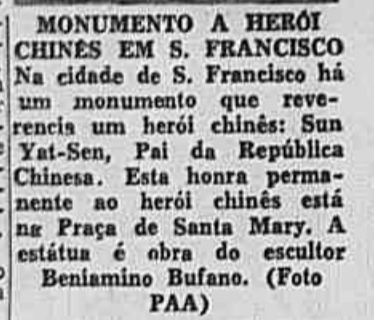 MONUMENTO A HERÓI
CHINÊS EM S. FRANCISCO
Na cidade de S. Francisco há
um monumento que reve-
rencia um herói chinês: Sun
Yat-Sen, Pai da República
Chinesa. Esta honra perma-
nente ao herói chinês está
na Praça de Santa Mary. A
estátua é obra do escultor
Beniamino Bufano. (Foto
PAA)